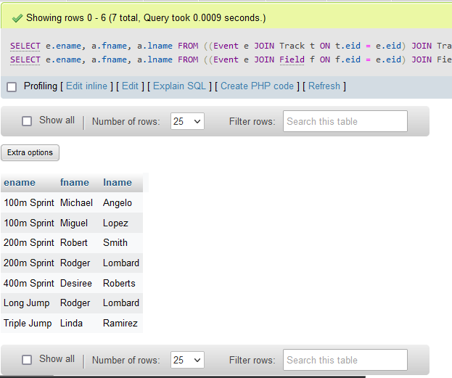 Showing rows 0 - 6 (7 total, Query took 0.0009 seconds.)
SELECT e.ename, a.fname, a.lname FROM ((Event e JOIN Track t ON t.eid = e.eid) JOIN Tra
SELECT e.ename, a.fname, a.lname FROM ((Event e JOIN Field f ON f.eid = e.eid) JOIN Fie
Profiling [ Edit inline ] [ Edit ] [ Explain SQL ] [ Create PHP code ] [ Refresh ]
Show all Number of rows: 25 Filter rows: Search this table
Extra options
ename fname lname
100m Sprint Michael Angelo
100m Sprint Miguel Lopez
200m Sprint Robert Smith
200m Sprint Rodger Lombard
400m Sprint Desiree Roberts
Long Jump Rodger Lombard
Triple Jump Linda Ramirez
Show all Number of rows: 25 Filter rows: Search this table